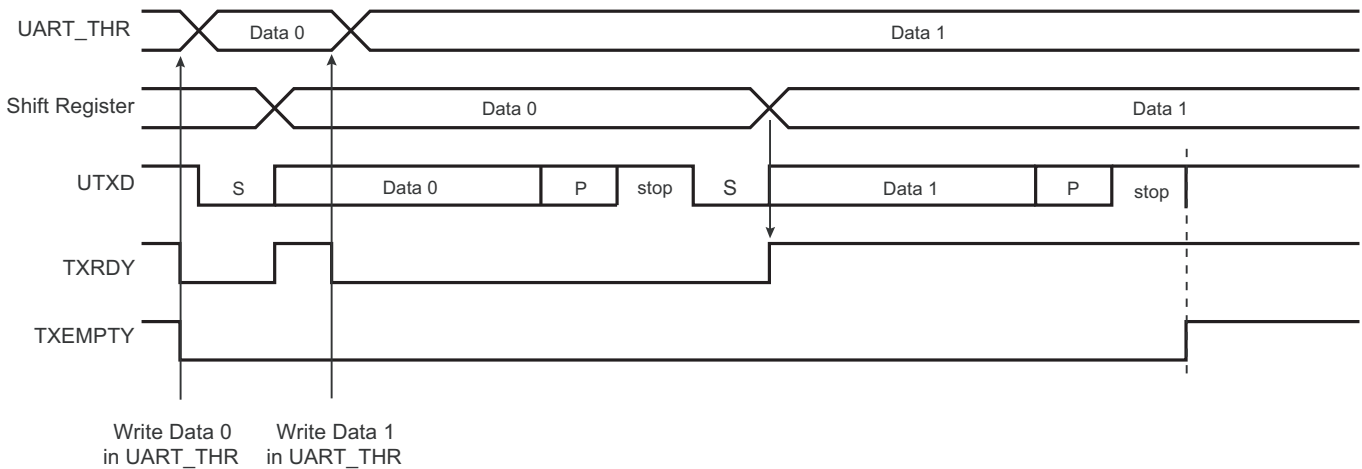 UART_THR
Data 0
Data 1
Shift Register
Data 0
Data 1
UTXD
S
Data 0
P
stop
S
Data 1
P
stop
TXRDY
TXEMPTY
Write Data 0
in UART_THR
Write Data 1
in UART_THR